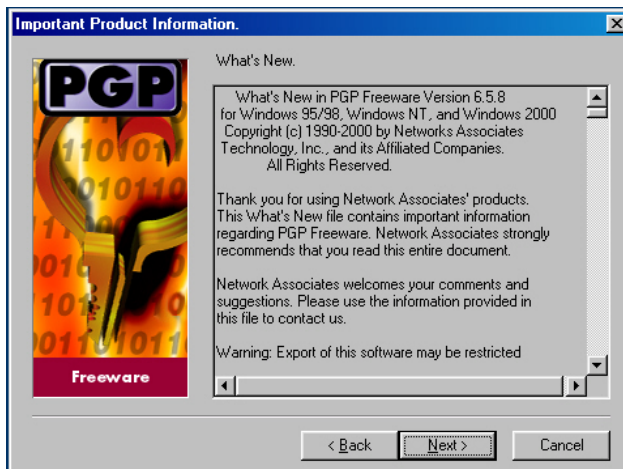 Important Product Information.
PGP
What's New.
What's New in PGP Freeware Version 6.5.8
for Windows 95/98, Windows NT, and Windows 2000
Copyright (c) 1990-2000 by Networks Associates
Technology, Inc., and its Affiliated Companies.
All Rights Reserved.
Thank you for using Network Associates' products.
This What's New file contains important information
regarding PGP Freeware. Network Associates strongly
recommends that you read this entire document.
Network Associates welcomes your comments and
suggestions. Please use the information provided in
this file to contact us.
Warning: Export of this software may be restricted
Freeware
< Back
Next >
Cancel